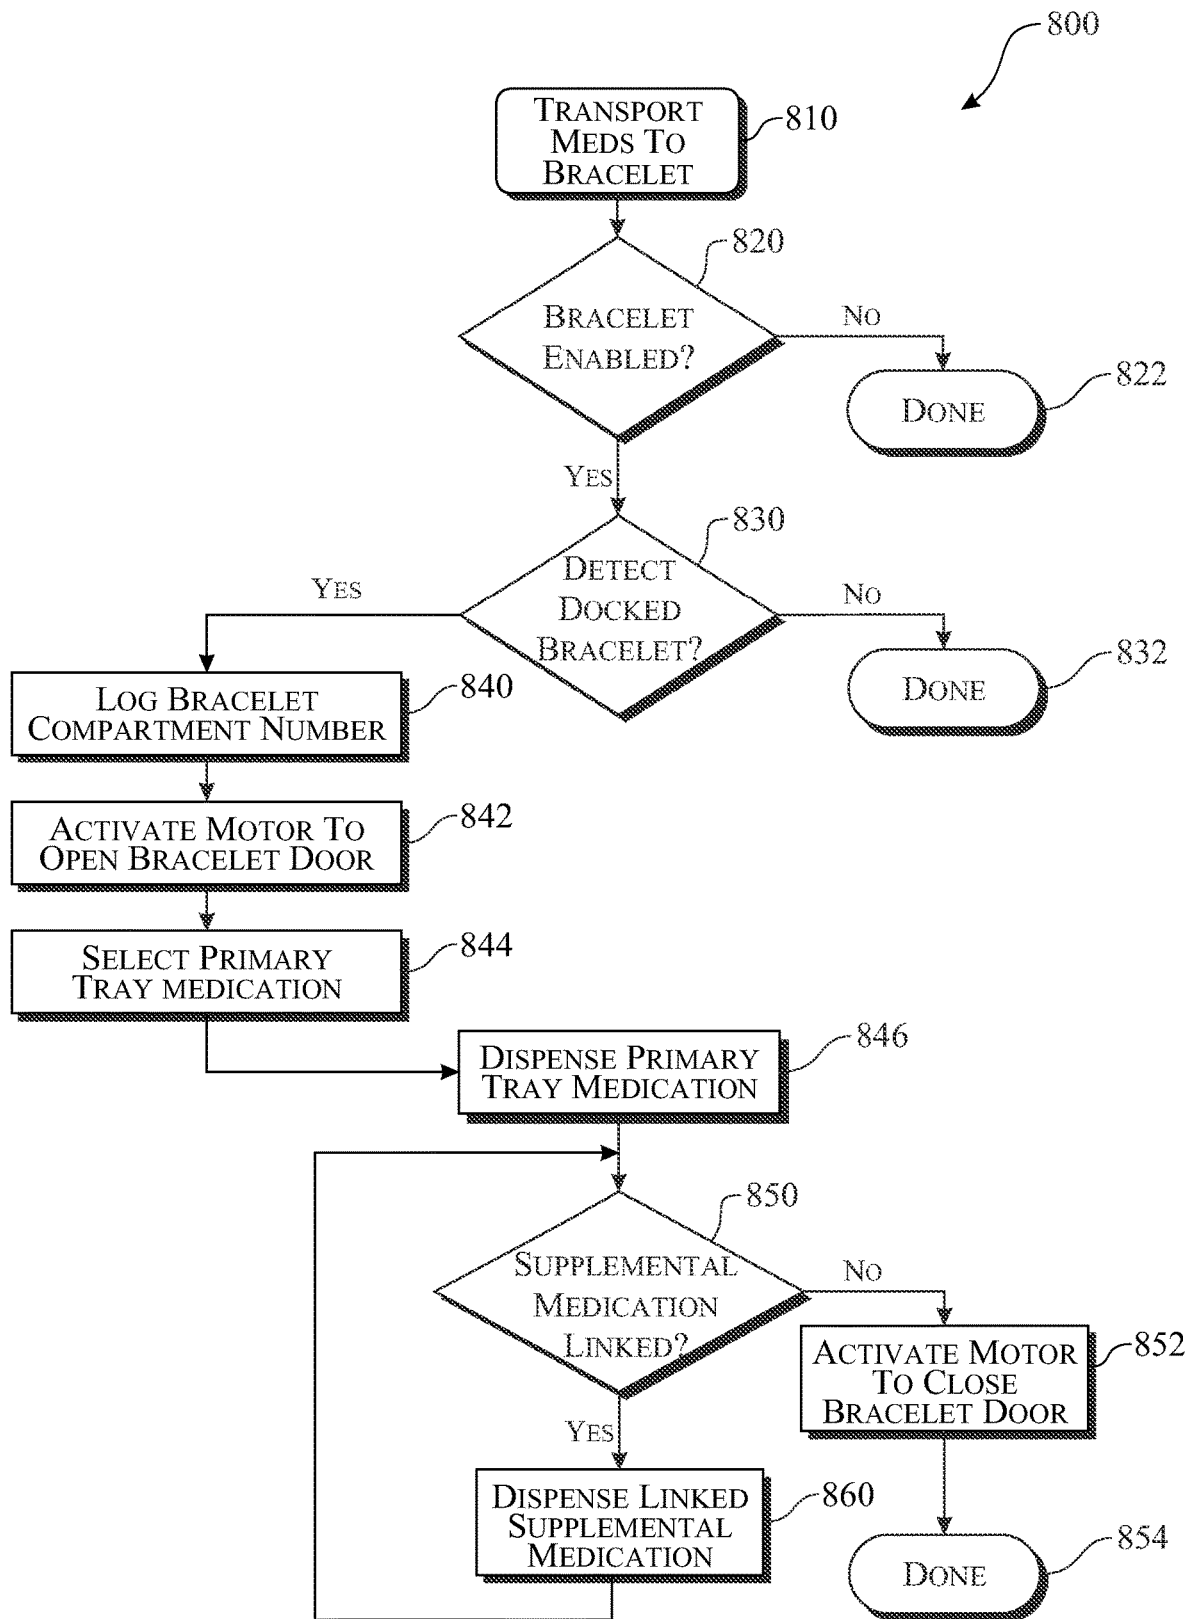 800
TRANSPORT
MEDS TO
BRACELET
810
820
BRACELET
ENABLED?
NO
DONE
822
YES
830
DETECT
DOCKED
BRACELET?
YES
NO
DONE
832
LOG BRACELET
COMPARTMENT NUMBER
840
ACTIVATE MOTOR TO
OPEN BRACELET DOOR
842
SELECT PRIMARY
TRAY MEDICATION
844
DISPENSE PRIMARY
TRAY MEDICATION
846
850
SUPPLEMENTAL
MEDICATION
LINKED?
NO
ACTIVATE MOTOR
TO CLOSE
BRACELET DOOR
852
YES
DISPENSE LINKED
SUPPLEMENTAL
MEDICATION
860
DONE
854